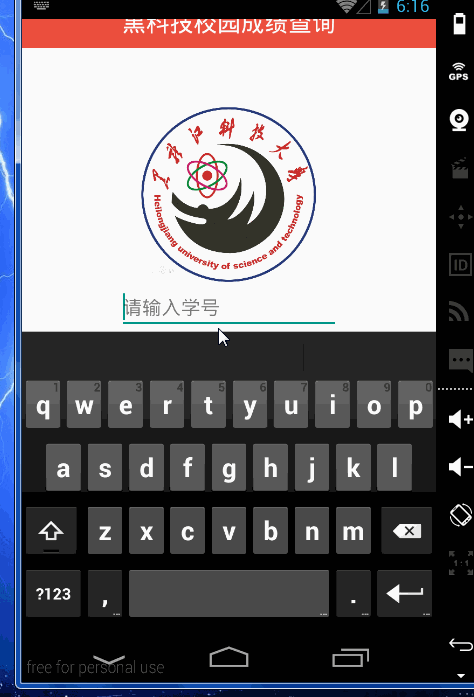 6:16
黑科技校园成绩查询
黑龙江科技大学
Heilongjiang university of science and technology
请输入学号
1 2 3 4 5 6 7 8 9 0
q w e r t y u i o p
a s d f g h j k l
z x c v b n m
?123 , . 
... ... ...
free for personal use
GPS
ID
1:1